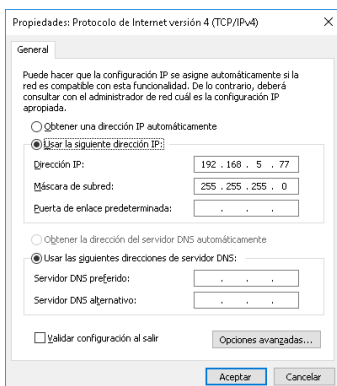 Propiedades: Protocolo de Internet versión 4 (TCP/IPv4)
General
Puede hacer que la configuración IP se asigne automáticamente si la
red es compatible con esta funcionalidad. De lo contrario, deberá
consultar con el administrador de red cuál es la configuración IP
apropiada.
Obtener una dirección IP automáticamente
Usar la siguiente dirección IP:
Dirección IP: 192 . 168 . 5 . 77
Máscara de subred: 255 . 255 . 255 . 0
Puerta de enlace predeterminada: . . .
Obtener la dirección del servidor DNS automáticamente
Usar las siguientes direcciones de servidor DNS:
Servidor DNS preferido: . . .
Servidor DNS alternativo: . . .
Validar configuración al salir
Opciones avanzadas...
Aceptar Cancelar